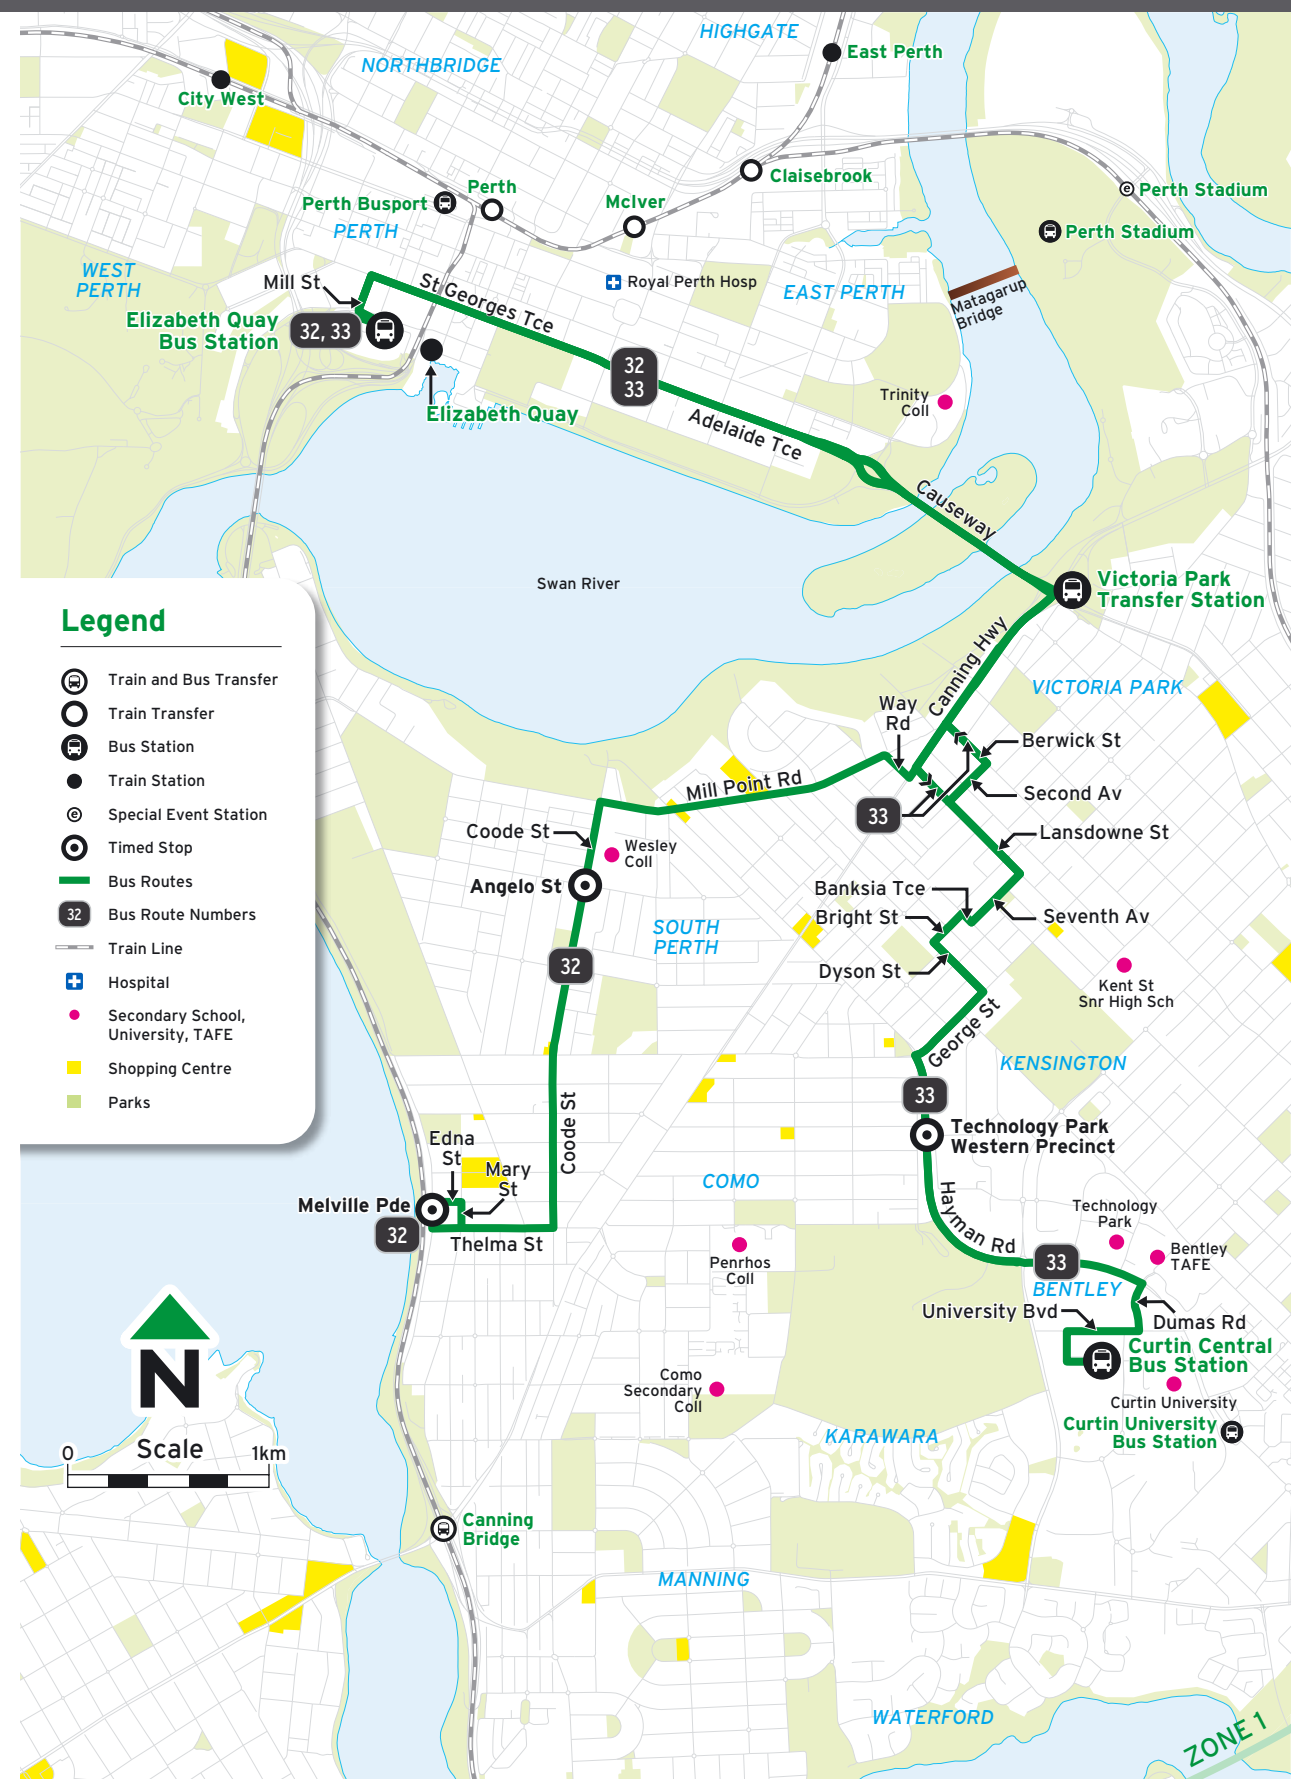 HIGHGATE
East Perth
NORTHBRIDGE
City West
Claisebrook
Perth
Perth Busport
McIver
Perth Stadium
Perth Stadium
PERTH
WEST
PERTH
Mill St
St Georges Tce
Royal Perth Hosp
EAST PERTH
Matagarup
Bridge
Elizabeth Quay
Bus Station
32, 33
32
33
Trinity
Coll
Elizabeth Quay
Adelaide Tce
Causeway
Swan River
Victoria Park
Transfer Station
Legend
Train and Bus Transfer
Train Transfer
Bus Station
Train Station
e Special Event Station
Timed Stop
Bus Routes
32 Bus Route Numbers
Train Line
Hospital
Secondary School,
University, TAFE
Shopping Centre
Parks
Canning Hwy
VICTORIA PARK
Way
Rd
Berwick St
Mill Point Rd
Second Av
33
Coode St
Lansdowne St
Wesley
Coll
Angelo St
Banksia Tce
Bright St
Seventh Av
SOUTH
PERTH
Dyson St
32
Kent St
Snr High Sch
George St
KENSINGTON
33
Coode St
Technology Park
Western Precinct
Edna
St
Mary
St
COMO
Melville Pde
32
Thelma St
Hayman Rd
Technology
Park
Penrhos
Coll
Bentley
TAFE
33
BENTLEY
University Bvd
Dumas Rd
Curtin Central
Bus Station
N
Como
Secondary
Coll
Curtin University
Curtin University
Bus Station
KARAWARA
0 Scale 1km
Canning
Bridge
MANNING
WATERFORD
ZONE 1
e